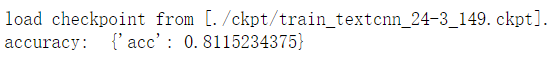 load checkpoint from [./ckpt/train_textcnn_24-3_149.ckpt].
accuracy:  {'acc': 0.8115234375}